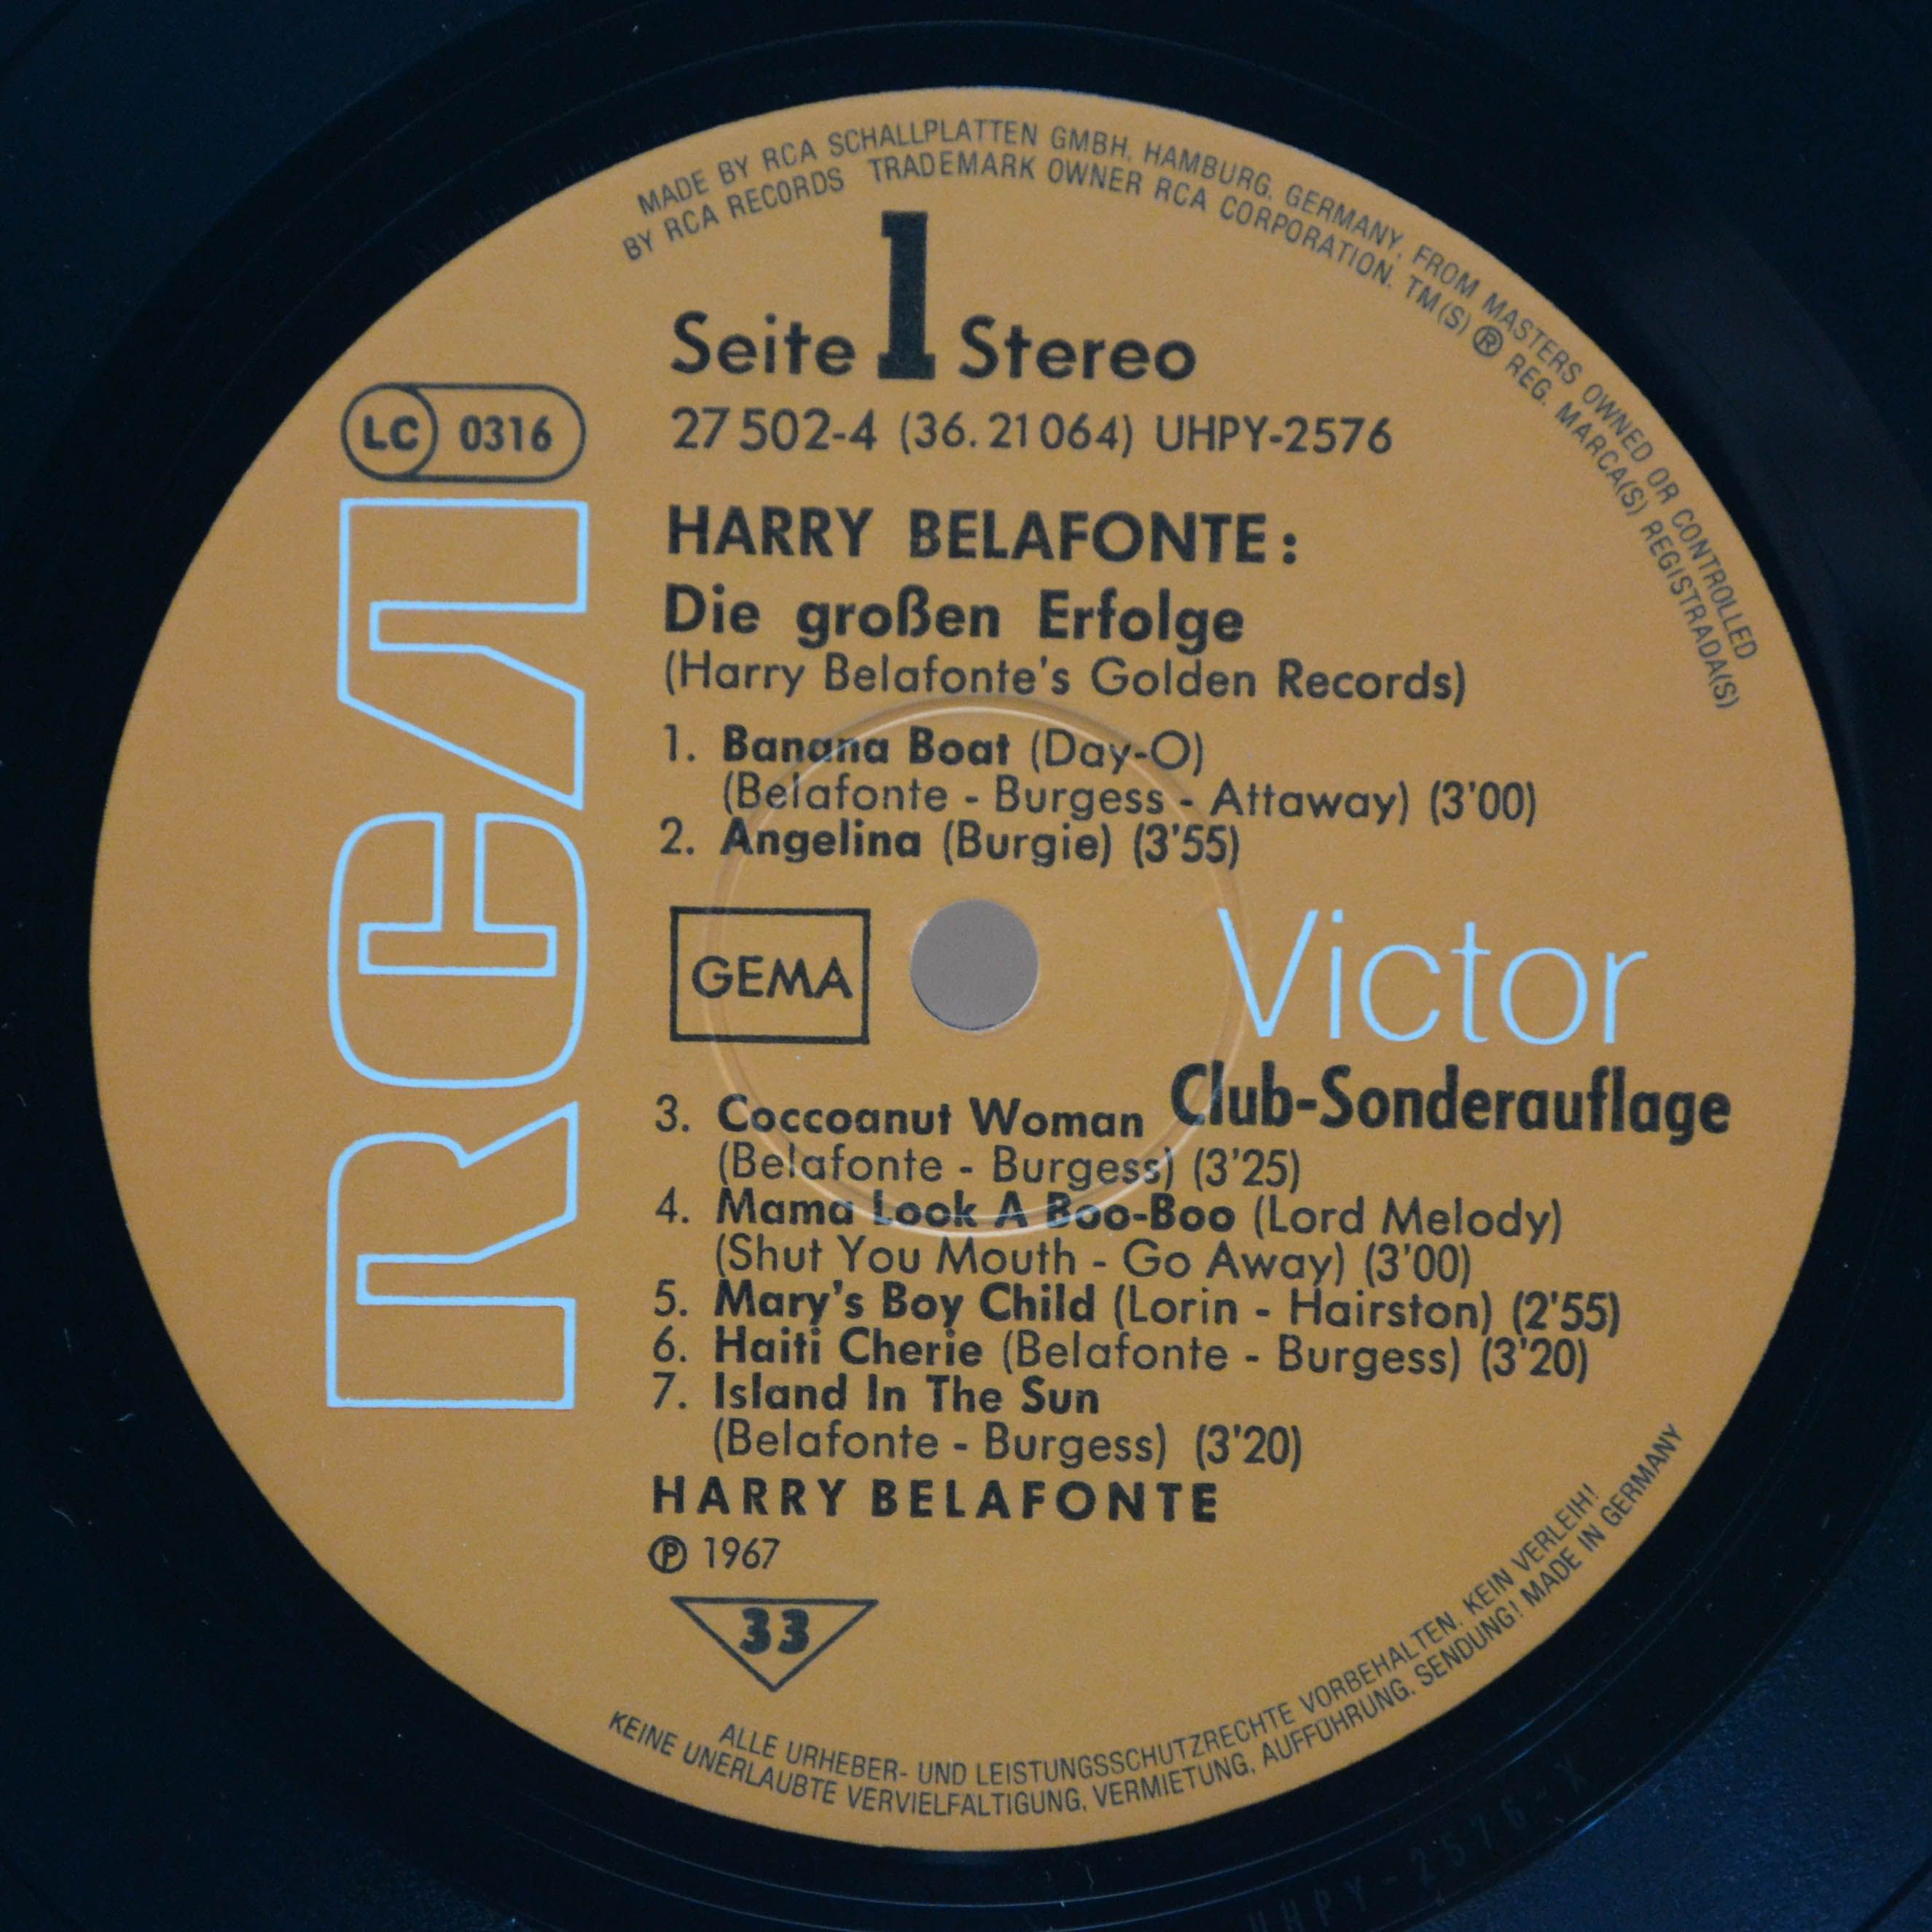 MADE BY RCA SCHALLPLATTEN GMBH, HAMBURG, GERMANY, FROM MASTERS OWNED OR CONTROLLED
BY RCA RECORDS TRADEMARK OWNER RCA CORPORATION. TM(S) ® REG. MARCA(S) REGISTRADA(S)
Seite 1 Stereo
LC 0316
27 502-4 (36.21064) UHPY-2576
RCA
HARRY BELAFONTE:
Die großen Erfolge
(Harry Belafonte's Golden Records)
1. Banana Boat (Day-O)
(Belafonte - Burgess - Attaway) (3'00)
2. Angelina (Burgie) (3'55)
GEMA
Victor
Club-Sonderauflage
3. Coccoanut Woman
(Belafonte - Burgess) (3'25)
4. Mama Look A Boo-Boo (Lord Melody)
(Shut You Mouth - Go Away) (3'00)
5. Mary's Boy Child (Lorin - Hairston) (2'55)
6. Haiti Cherie (Belafonte - Burgess) (3'20)
7. Island In The Sun
(Belafonte - Burgess) (3'20)
HARRY BELAFONTE
℗ 1967
33
ALLE URHEBER- UND LEISTUNGSSCHUTZRECHTE VORBEHALTEN. KEIN VERLEIH!
KEINE UNERLAUBTE VERVIELFÄLTIGUNG, VERMIETUNG, AUFFÜHRUNG, SENDUNG! MADE IN GERMANY
UHPY-2576-X